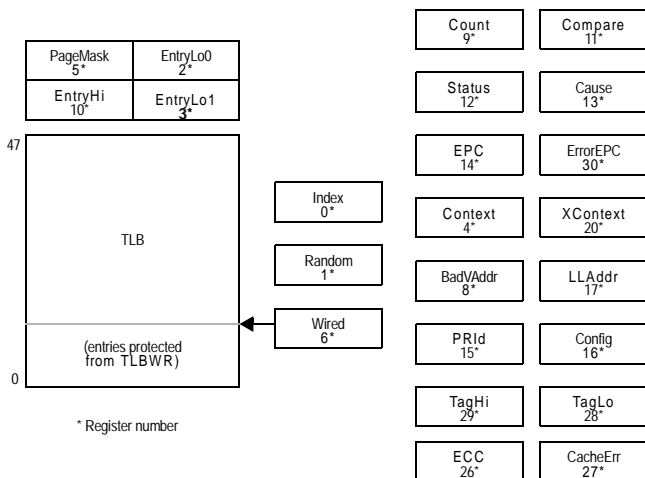 PageMask
5*
EntryLo0
2*
EntryHi
10*
EntryLo1
3*
47
TLB
(entries protected
from TLBWR)
0
* Register number
Index
0*
Random
1*
Wired
6*
Count
9*
Compare
11*
Status
12*
Cause
13*
EPC
14*
ErrorEPC
30*
Context
4*
XContext
20*
BadVAddr
8*
LLAddr
17*
PRId
15*
Config
16*
TagHi
29*
TagLo
28*
ECC
26*
CacheErr
27*